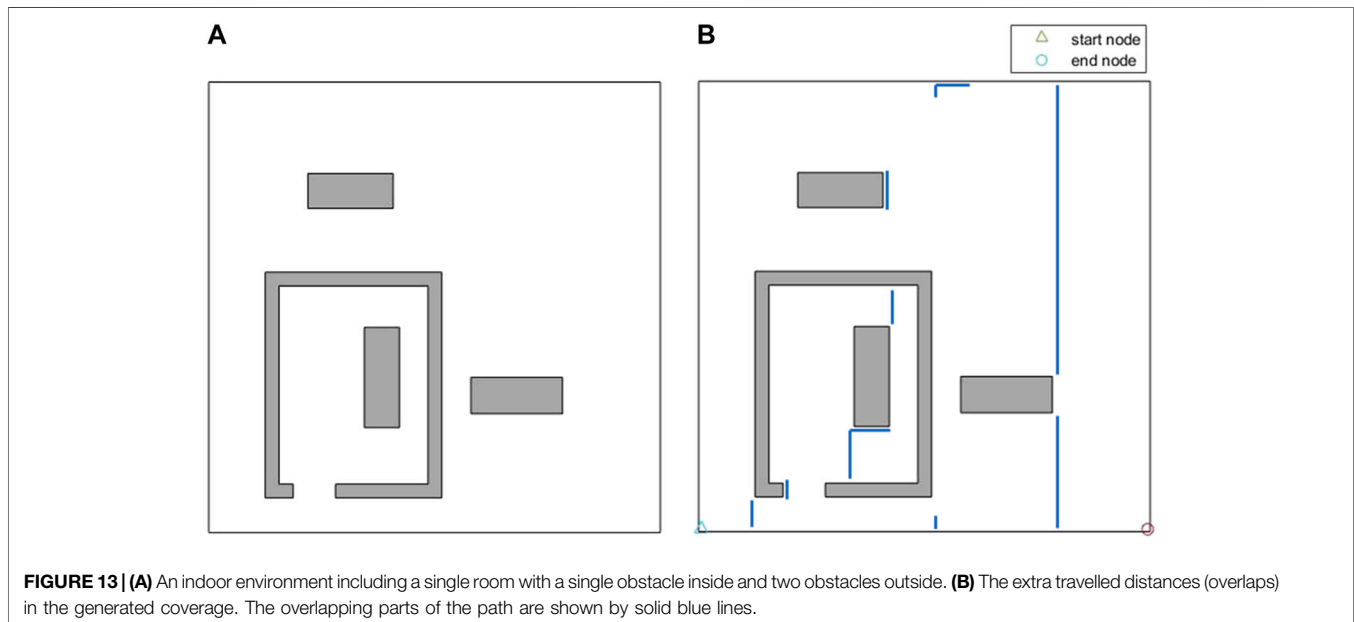 A
B
start node
end node
FIGURE 13 | (A) An indoor environment including a single room with a single obstacle inside and two obstacles outside. (B) The extra travelled distances (overlaps)
in the generated coverage. The overlapping parts of the path are shown by solid blue lines.